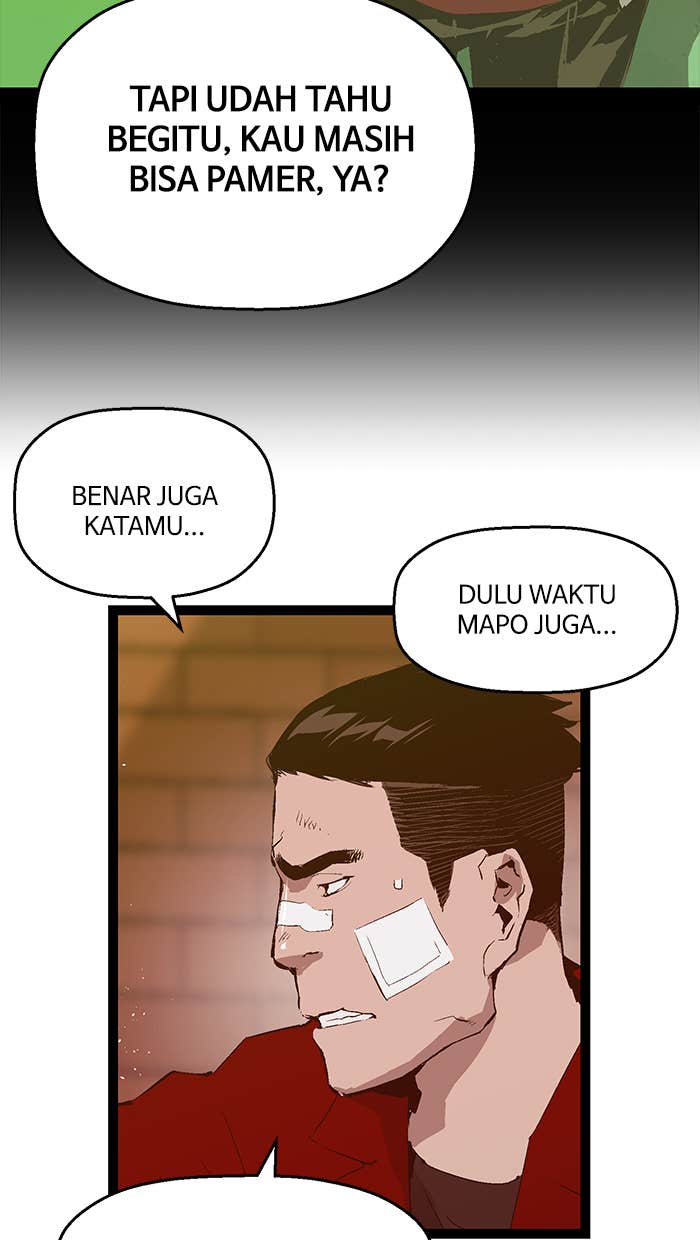 TAPI UDAH TAHU
BEGITU, KAU MASIH
BISA PAMER, YA?
BENAR JUGA
KATAMU...
DULU WAKTU
MAPO JUGA...